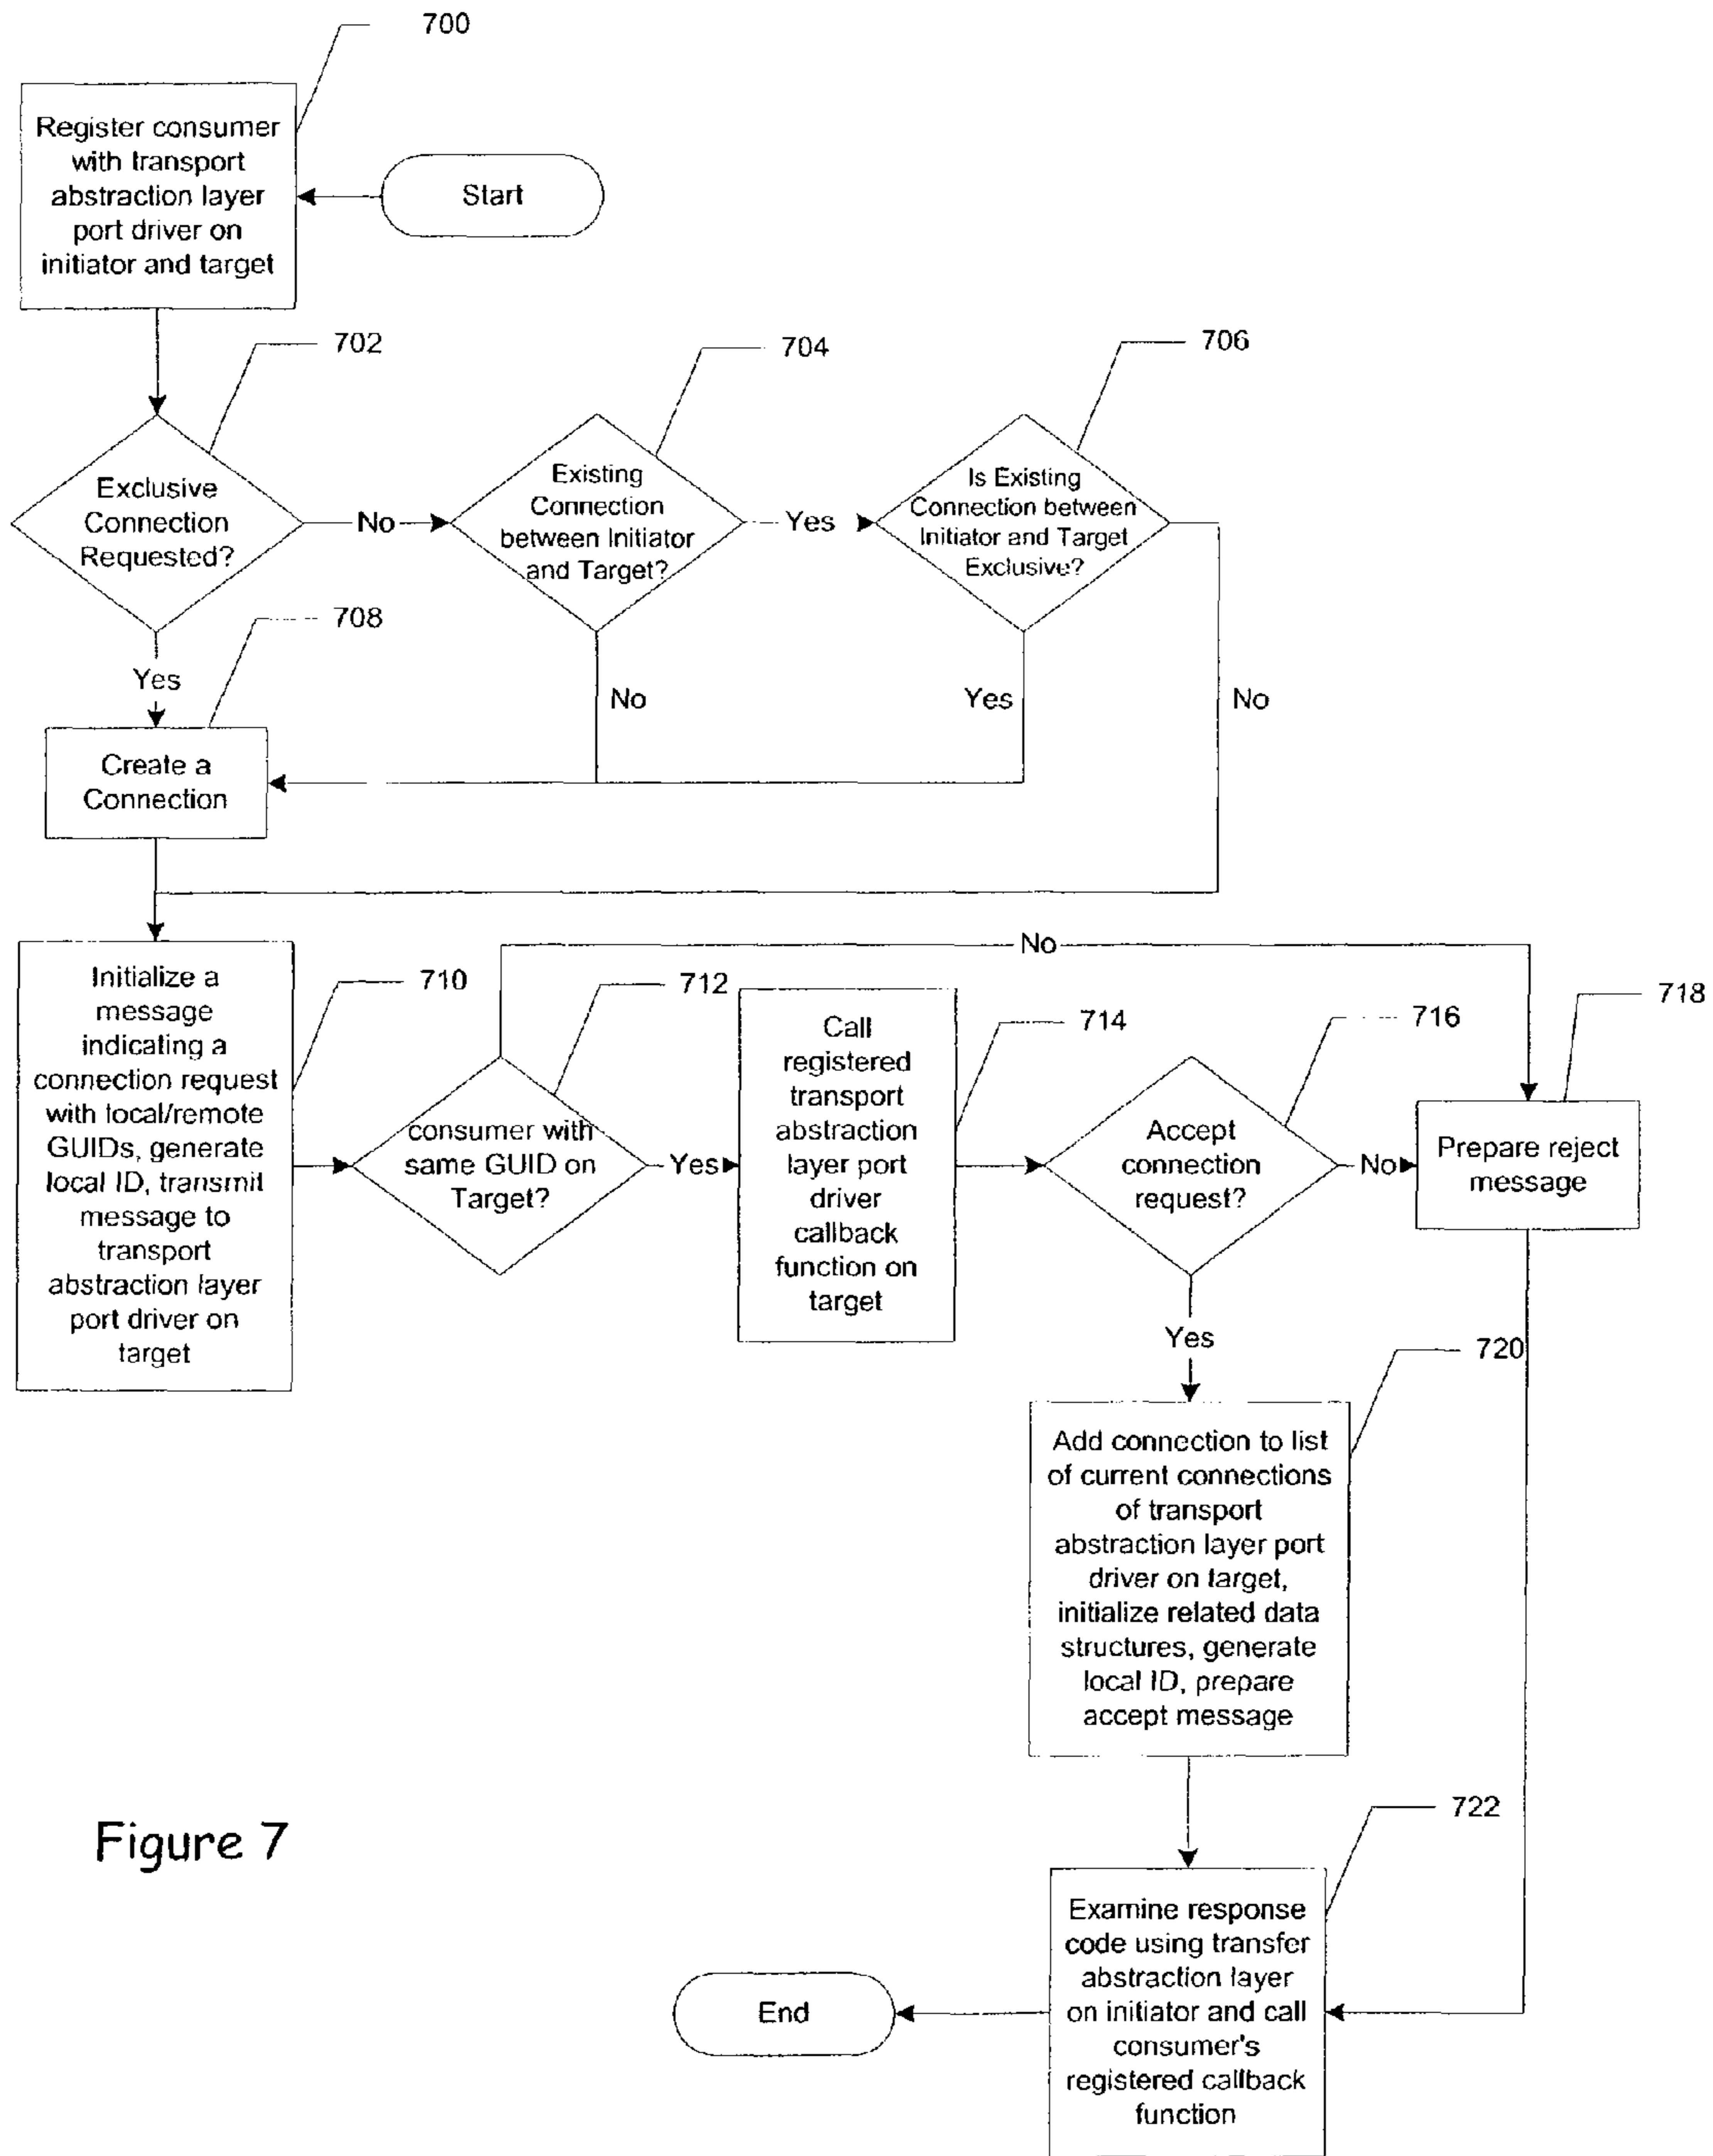 700
Register consumer
with transport
abstraction layer
port driver on
initiator and target
Start
702
704
706
Exclusive
Connection
Requested?
No
Existing
Connection
between Initiator
and Target?
Yes
Is Existing
Connection between
Initiator and Target
Exclusive?
708
Yes
No
Yes
No
Create a
Connection
No
710
712
714
716
718
Initialize a
message
indicating a
connection request
with local/remote
GUIDs, generate
local ID, transmit
message to
transport
abstraction layer
port driver on
target
consumer with
same GUID on
Target?
Yes
Call
registered
transport
abstraction
layer port
driver
callback
function on
target
Accept
connection
request?
No
Prepare reject
message
Yes
720
Add connection to list
of current connections
of transport
abstraction layer port
driver on target,
initialize related data
structures, generate
local ID, prepare
accept message
722
Figure 7
Examine response
code using transfer
abstraction layer
on initiator and call
consumer's
registered callback
function
End